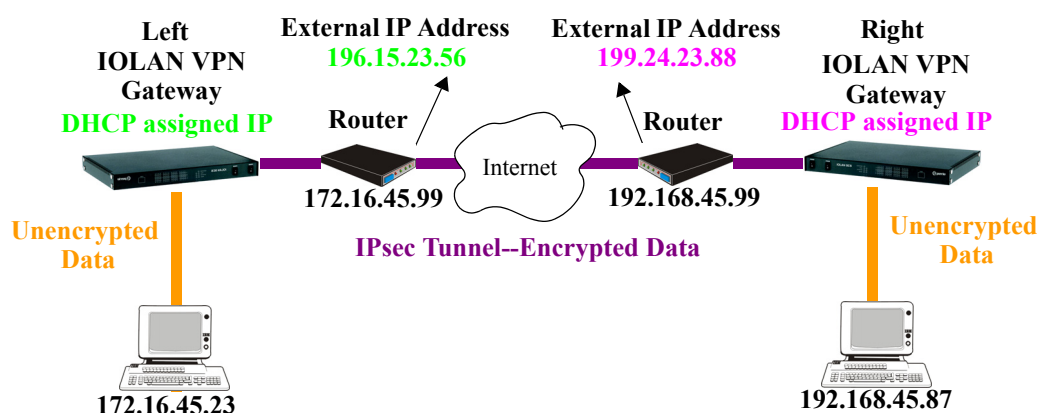 Left
IOLAN VPN
Gateway
DHCP assigned IP
External IP Address
196.15.23.56
External IP Address
199.24.23.88
Right
IOLAN VPN
Gateway
DHCP assigned IP
Router
Internet
Router
172.16.45.99
192.168.45.99
IPsec Tunnel--Encrypted Data
Unencrypted
Data
Unencrypted
Data
172.16.45.23
192.168.45.87